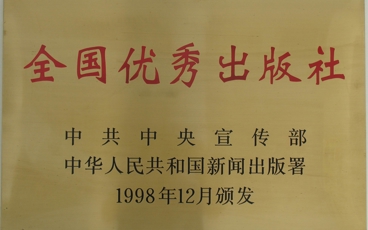 全国优秀出版社
中共中央宣传部
中华人民共和国新闻出版署
1998年12月颁发